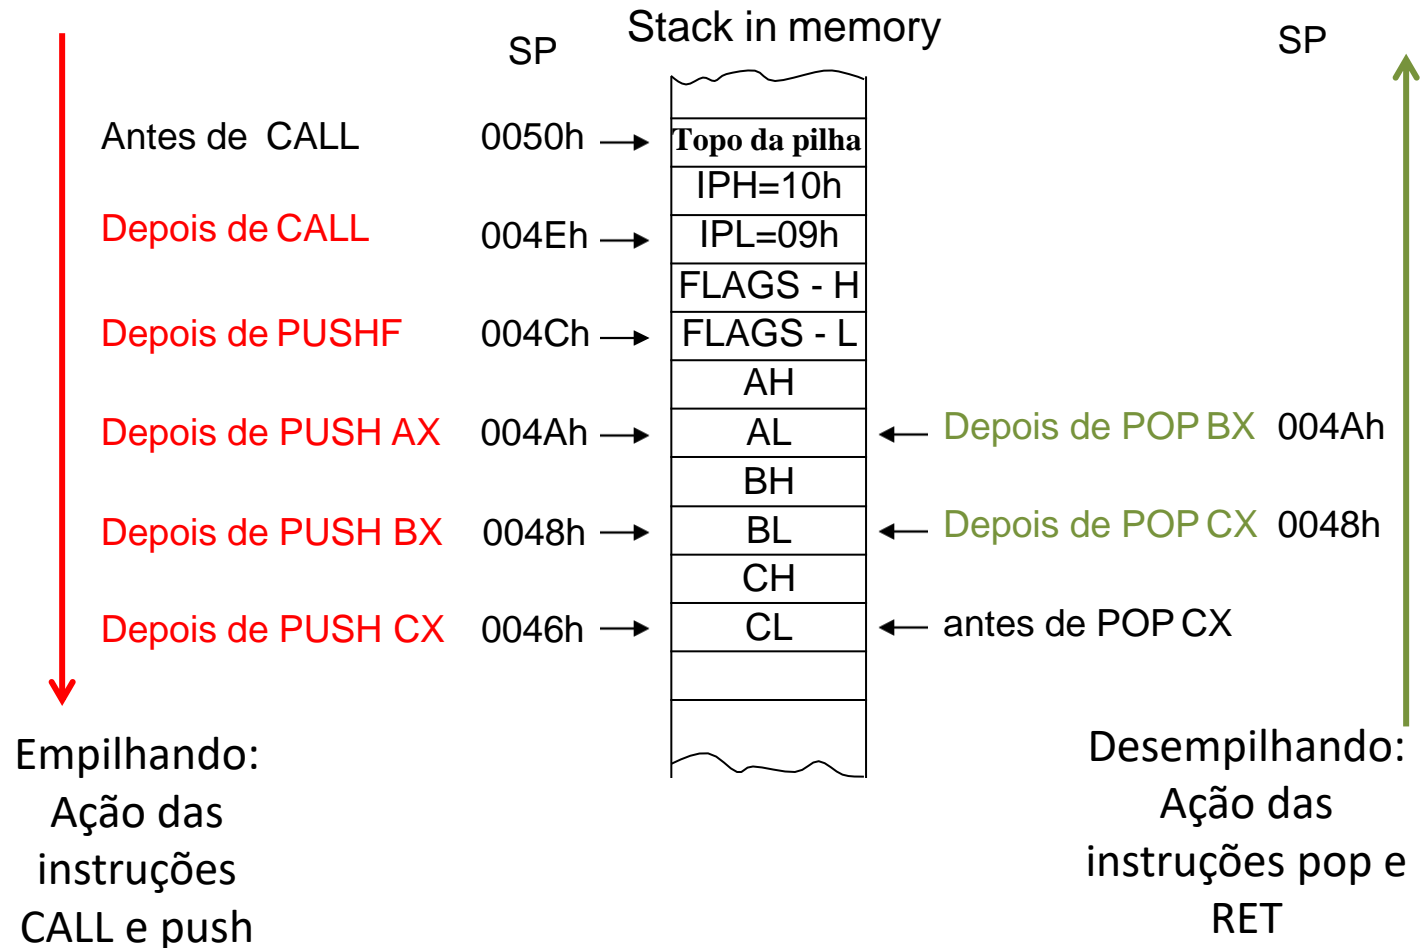 Stack in memory
SP
SP
Antes de CALL 0050h Topo da pilha
IPH=10h
Depois de CALL 004Eh IPL=09h
FLAGS - H
Depois de PUSHF 004Ch FLAGS - L
AH
Depois de PUSH AX 004Ah AL Depois de POP BX 004Ah
BH
Depois de PUSH BX 0048h BL Depois de POP CX 0048h
CH
Depois de PUSH CX 0046h CL antes de POP CX
Empilhando:
Ação das
instruções
CALL e push
Desempilhando:
Ação das
instruções pop e
RET